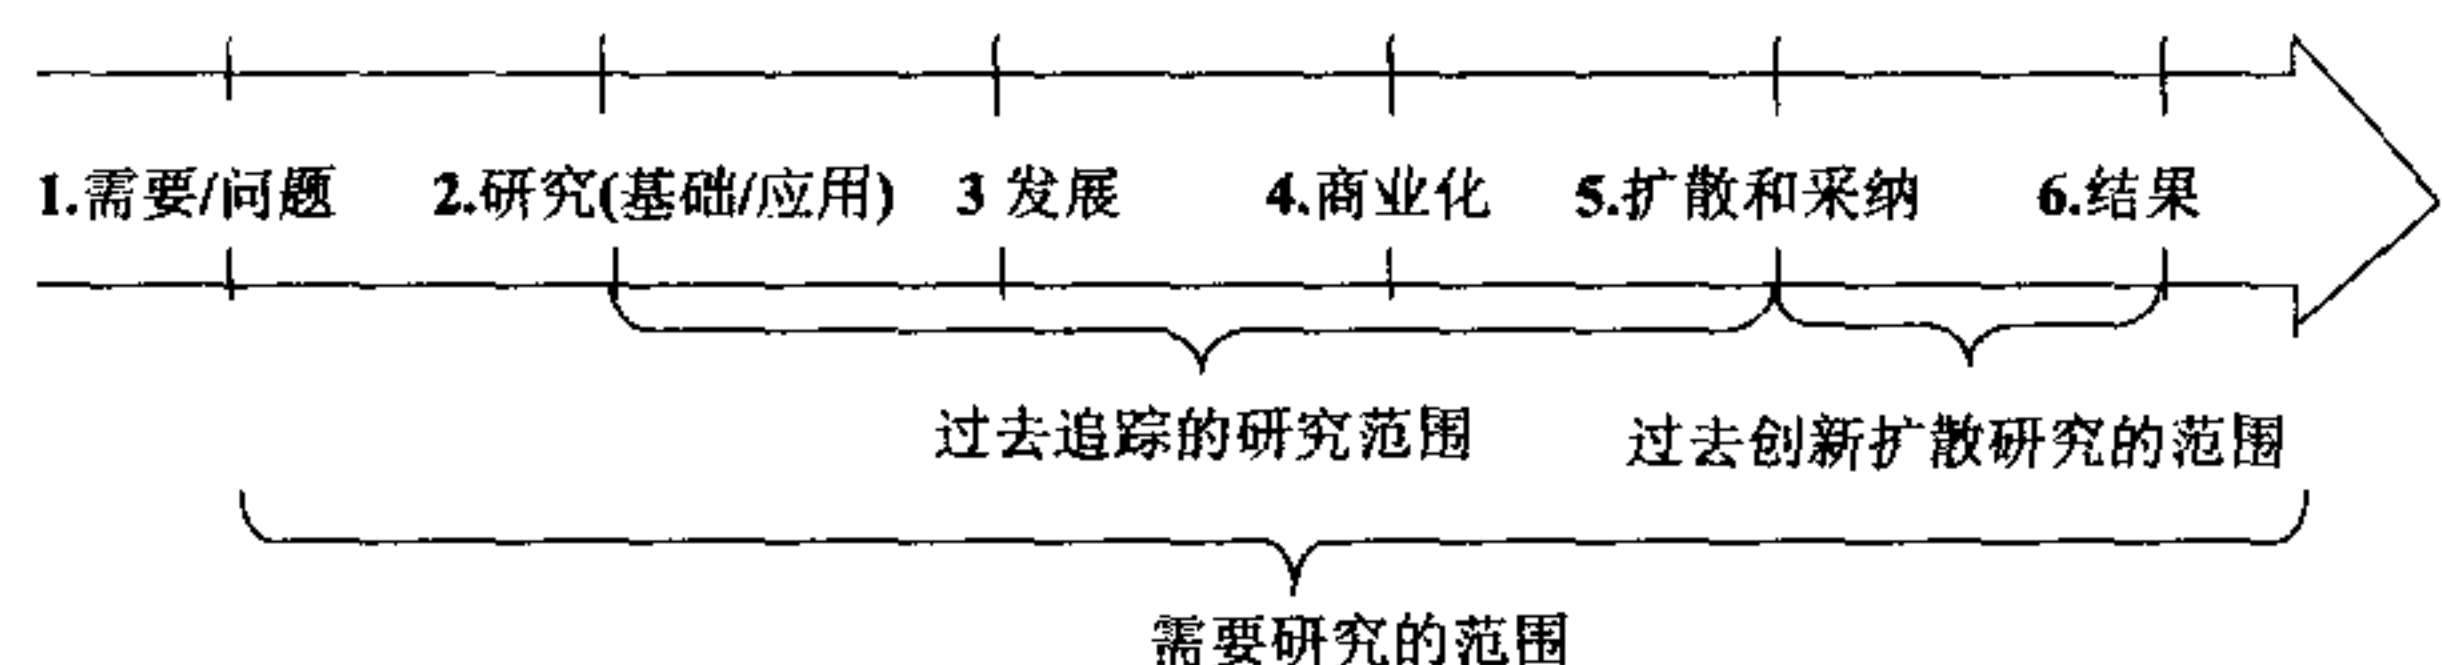 1.需要/问题 2.研究(基础/应用) 3 发展 4.商业化 5.扩散和采纳 6.结果
过去追踪的研究范围 过去创新扩散研究的范围
需要研究的范围